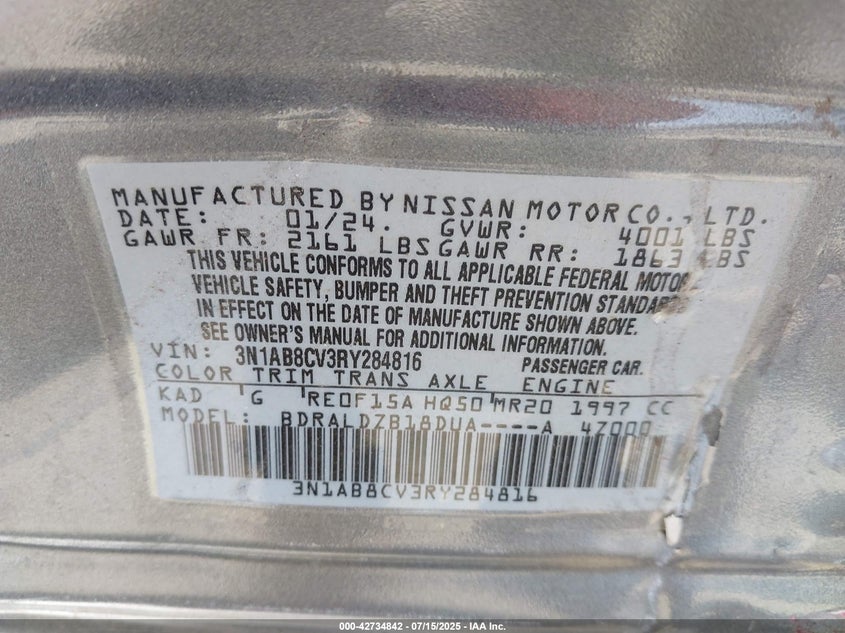 MANUFACTURED BY NISSAN MOTOR CO., LTD.
DATE: 01/24. GVWR: 4001 LBS
GAWR FR: 2161 LBS GAWR RR: 1863 LBS
THIS VEHICLE CONFORMS TO ALL APPLICABLE FEDERAL MOTOR
VEHICLE SAFETY, BUMPER AND THEFT PREVENTION STANDARDS
IN EFFECT ON THE DATE OF MANUFACTURE SHOWN ABOVE.
SEE OWNER'S MANUAL FOR ADDITIONAL INFORMATION.
VIN: 3N1AB8CV3RY284816 PASSENGER CAR.
COLOR TRIM TRANS AXLE ENGINE
KAD G RE0F15A HQ50 MR20 1997 CC
MODEL: BDRALDZB18DUA----A 4Z000
3N1AB8CV3RY284816
000-42734842 - 07/15/2025 - IAA Inc.